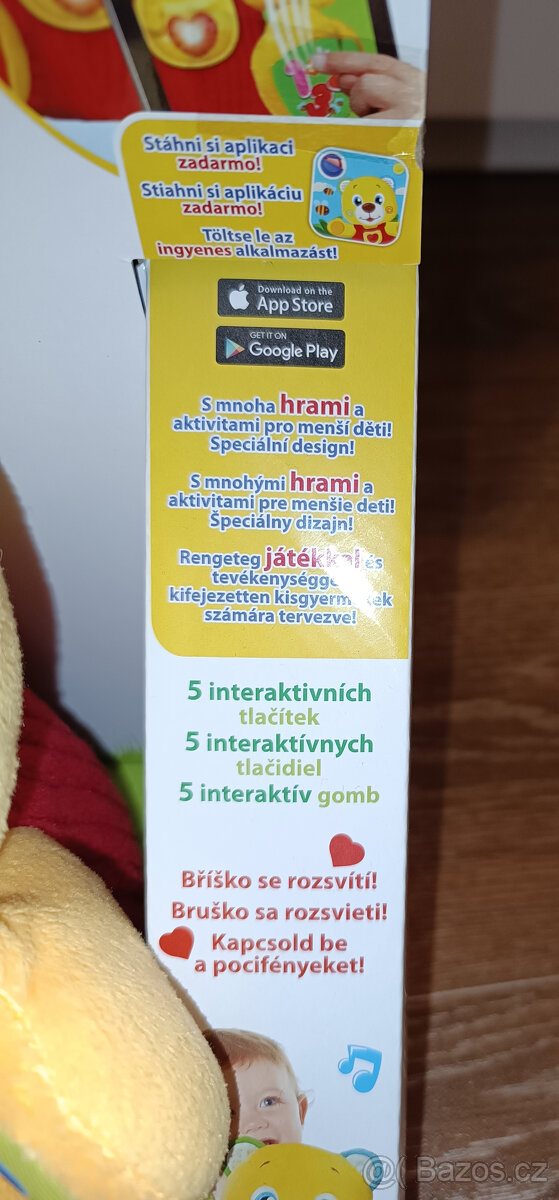 Stáhni si aplikaci
zadarmo!
Stiahni si aplikáciu
zadarmo!
Töltse le az
ingyenes alkalmazást!
Download on the
App Store
GET IT ON
Google Play
S mnoha hrami a
aktivitami pro menší děti!
Speciální design!
S mnohými hrami a
aktivitami pre menšie deti!
Špeciálny dizajn!
Rengeteg játékkal és
kifejezetten
számára tervezve!
5 interaktivních
tlačítek
5 interaktívnych
tlačidiel
5 interaktív gomb
Bříško se rozsvítí!
Bruško sa rozsvieti!
Kapcsold be
a pocifényeket!
Bazos.cz